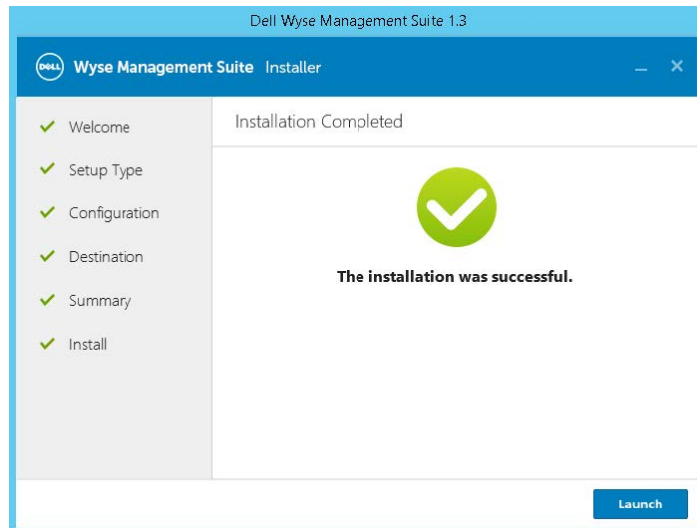 Dell Wyse Management Suite 1.3
DELL Wyse Management Suite Installer
Welcome
Installation Completed
Setup Type
Configuration
Destination
The installation was successful.
Summary
Install
Launch